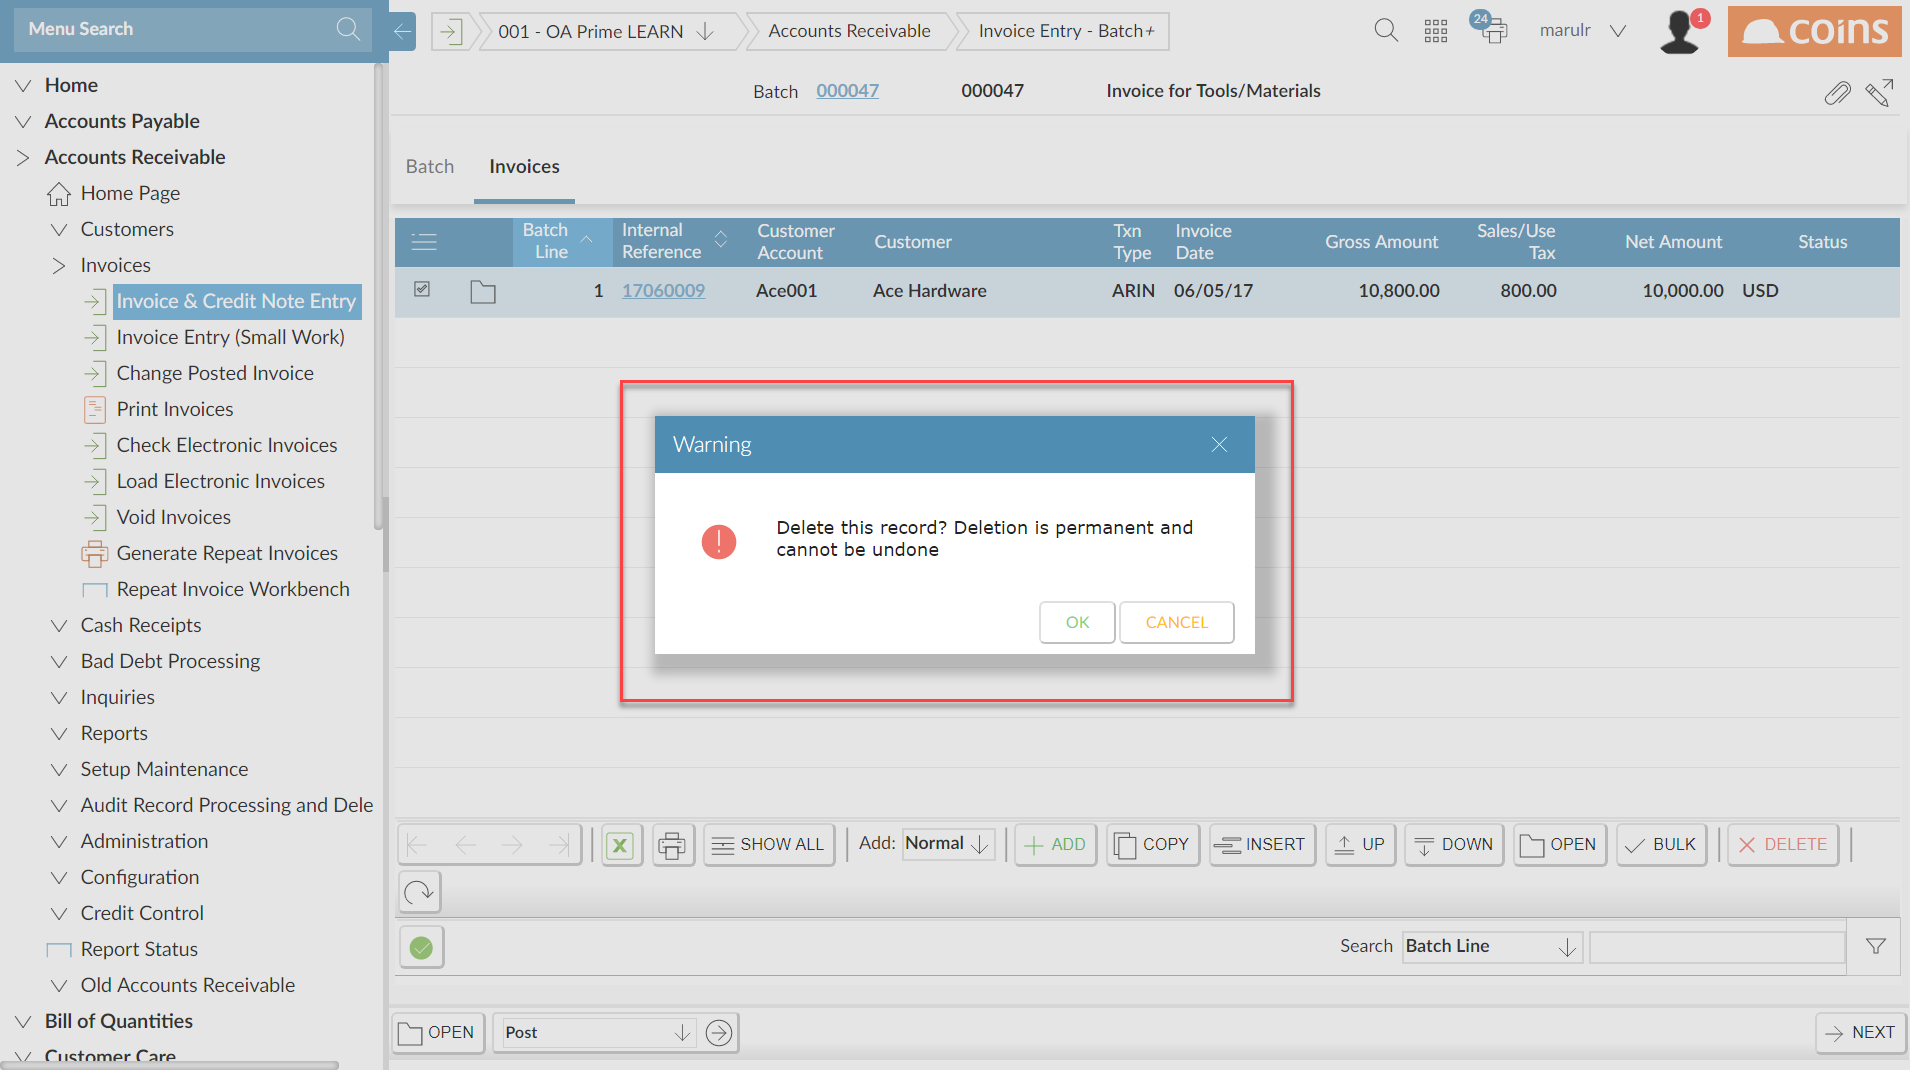 Menu Search
001 - OA Prime LEARN
Accounts Receivable
Invoice Entry - Batch+
24
marulr
1
coins
Batch 000047 000047 Invoice for Tools/Materials
Batch Invoices
Batch Line
Internal Reference
Customer Account
Customer
Txn Type
Invoice Date
Gross Amount
Sales/Use Tax
Net Amount
Status
1 17060009 Ace001 Ace Hardware ARIN 06/05/17 10,800.00 800.00 10,000.00 USD
Home
Accounts Payable
Accounts Receivable
Home Page
Customers
Invoices
Invoice & Credit Note Entry
Invoice Entry (Small Work)
Change Posted Invoice
Print Invoices
Check Electronic Invoices
Load Electronic Invoices
Void Invoices
Generate Repeat Invoices
Repeat Invoice Workbench
Cash Receipts
Bad Debt Processing
Inquiries
Reports
Setup Maintenance
Audit Record Processing and Dele
Administration
Configuration
Credit Control
Report Status
Old Accounts Receivable
Bill of Quantities
Customer Care
Warning
Delete this record? Deletion is permanent and
cannot be undone
OK CANCEL
X SHOW ALL Add: Normal ADD COPY INSERT UP DOWN OPEN BULK DELETE
Search Batch Line
OPEN Post NEXT